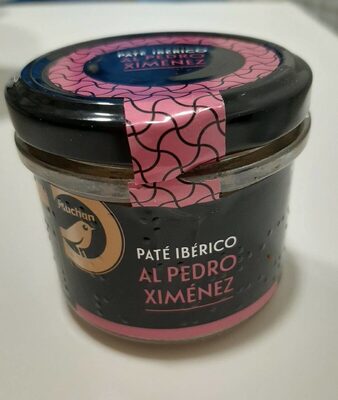 PATÉ IBÉRICO
AL PEDRO
XIMÉNEZ
Auchan
PATÉ IBÉRICO
AL PEDRO
XIMÉNEZ